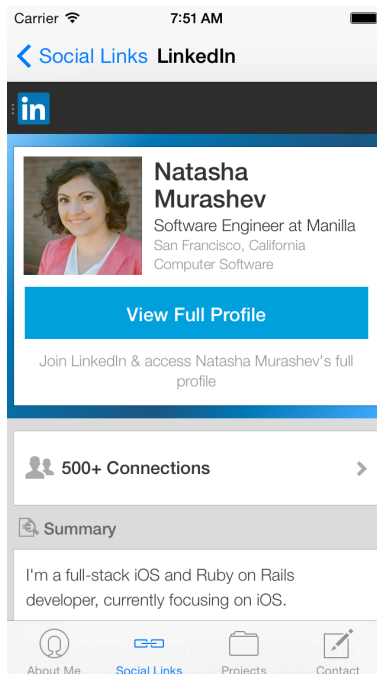 Carrier 7:51 AM
Social Links LinkedIn
in
Natasha
Murashev
Software Engineer at Manilla
San Francisco, California
Computer Software
View Full Profile
Join LinkedIn & access Natasha Murashev's full
profile
500+ Connections
Summary
I'm a full-stack iOS and Ruby on Rails
developer, currently focusing on iOS.
About Me Social Links Projects Contact